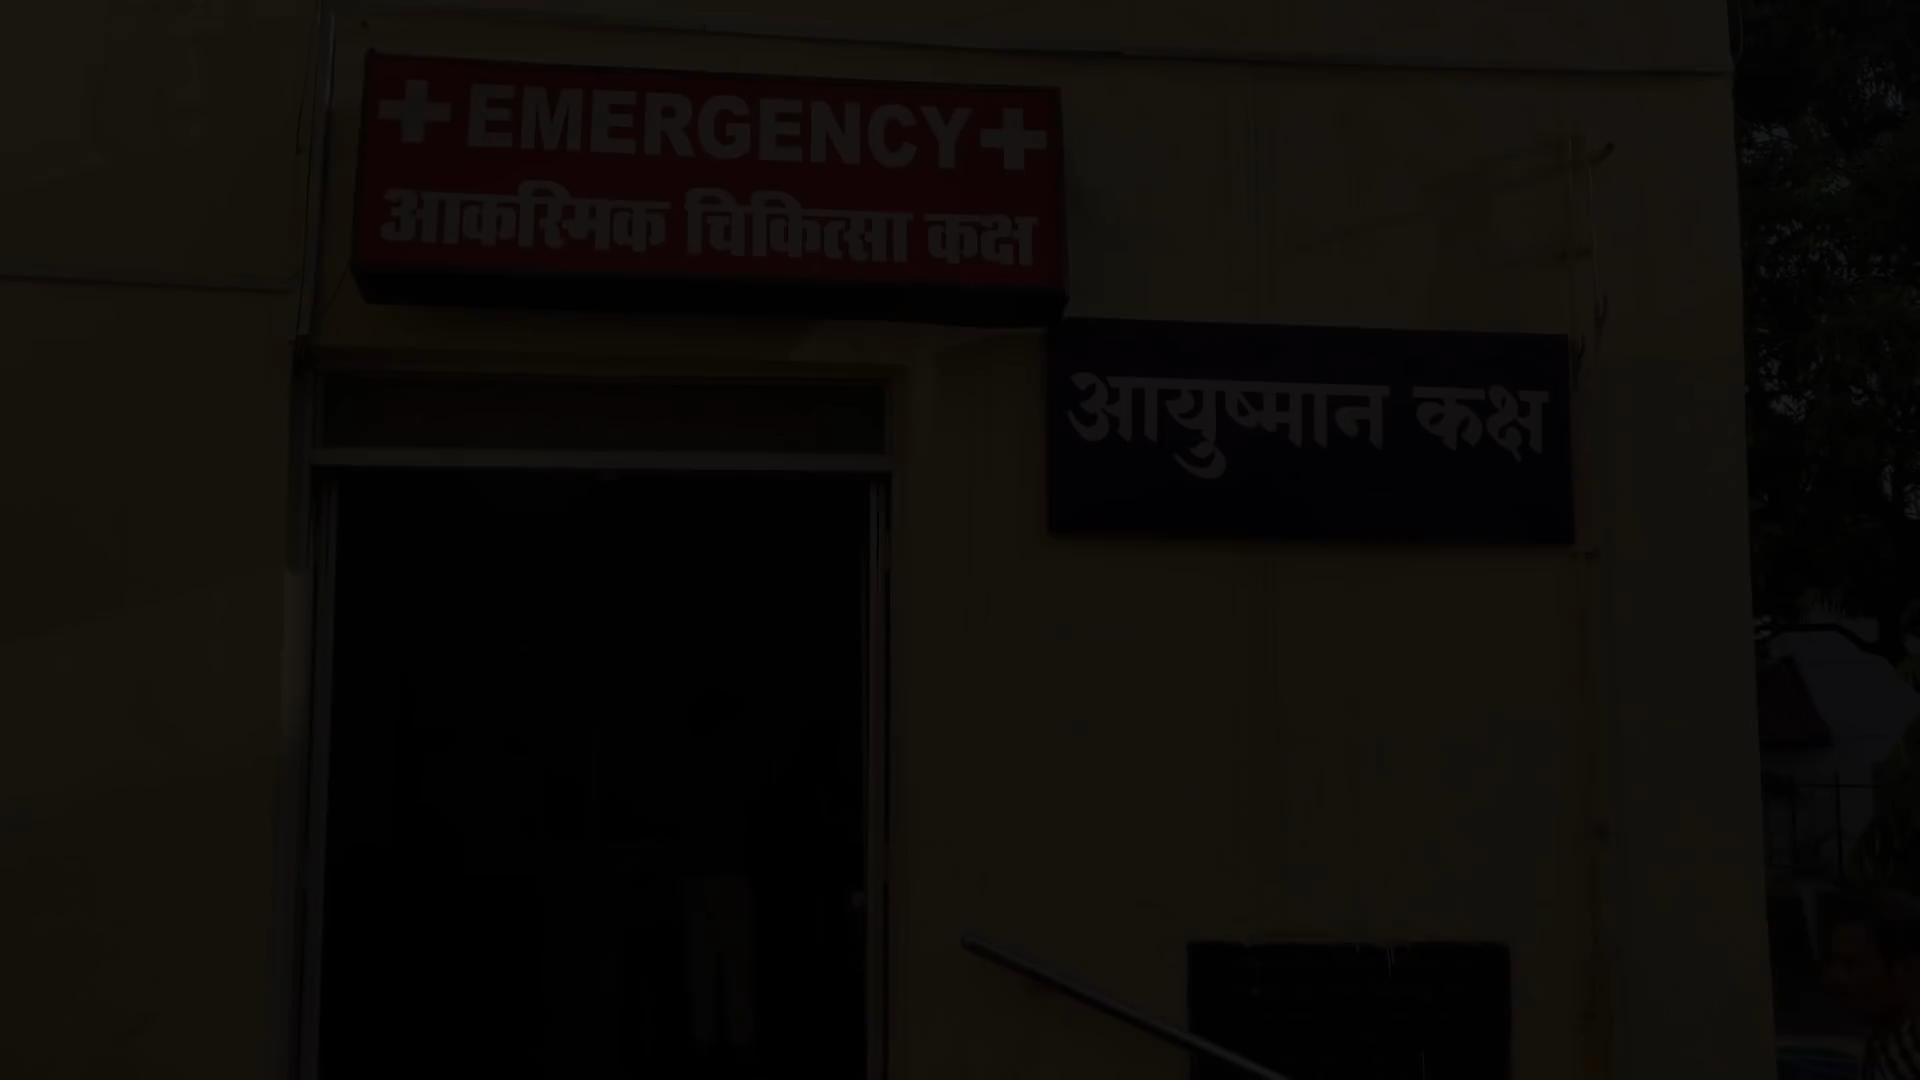 + EMERGENCY +
आकस्मिक चिकित्सा कक्ष
आयुष्मान कक्ष